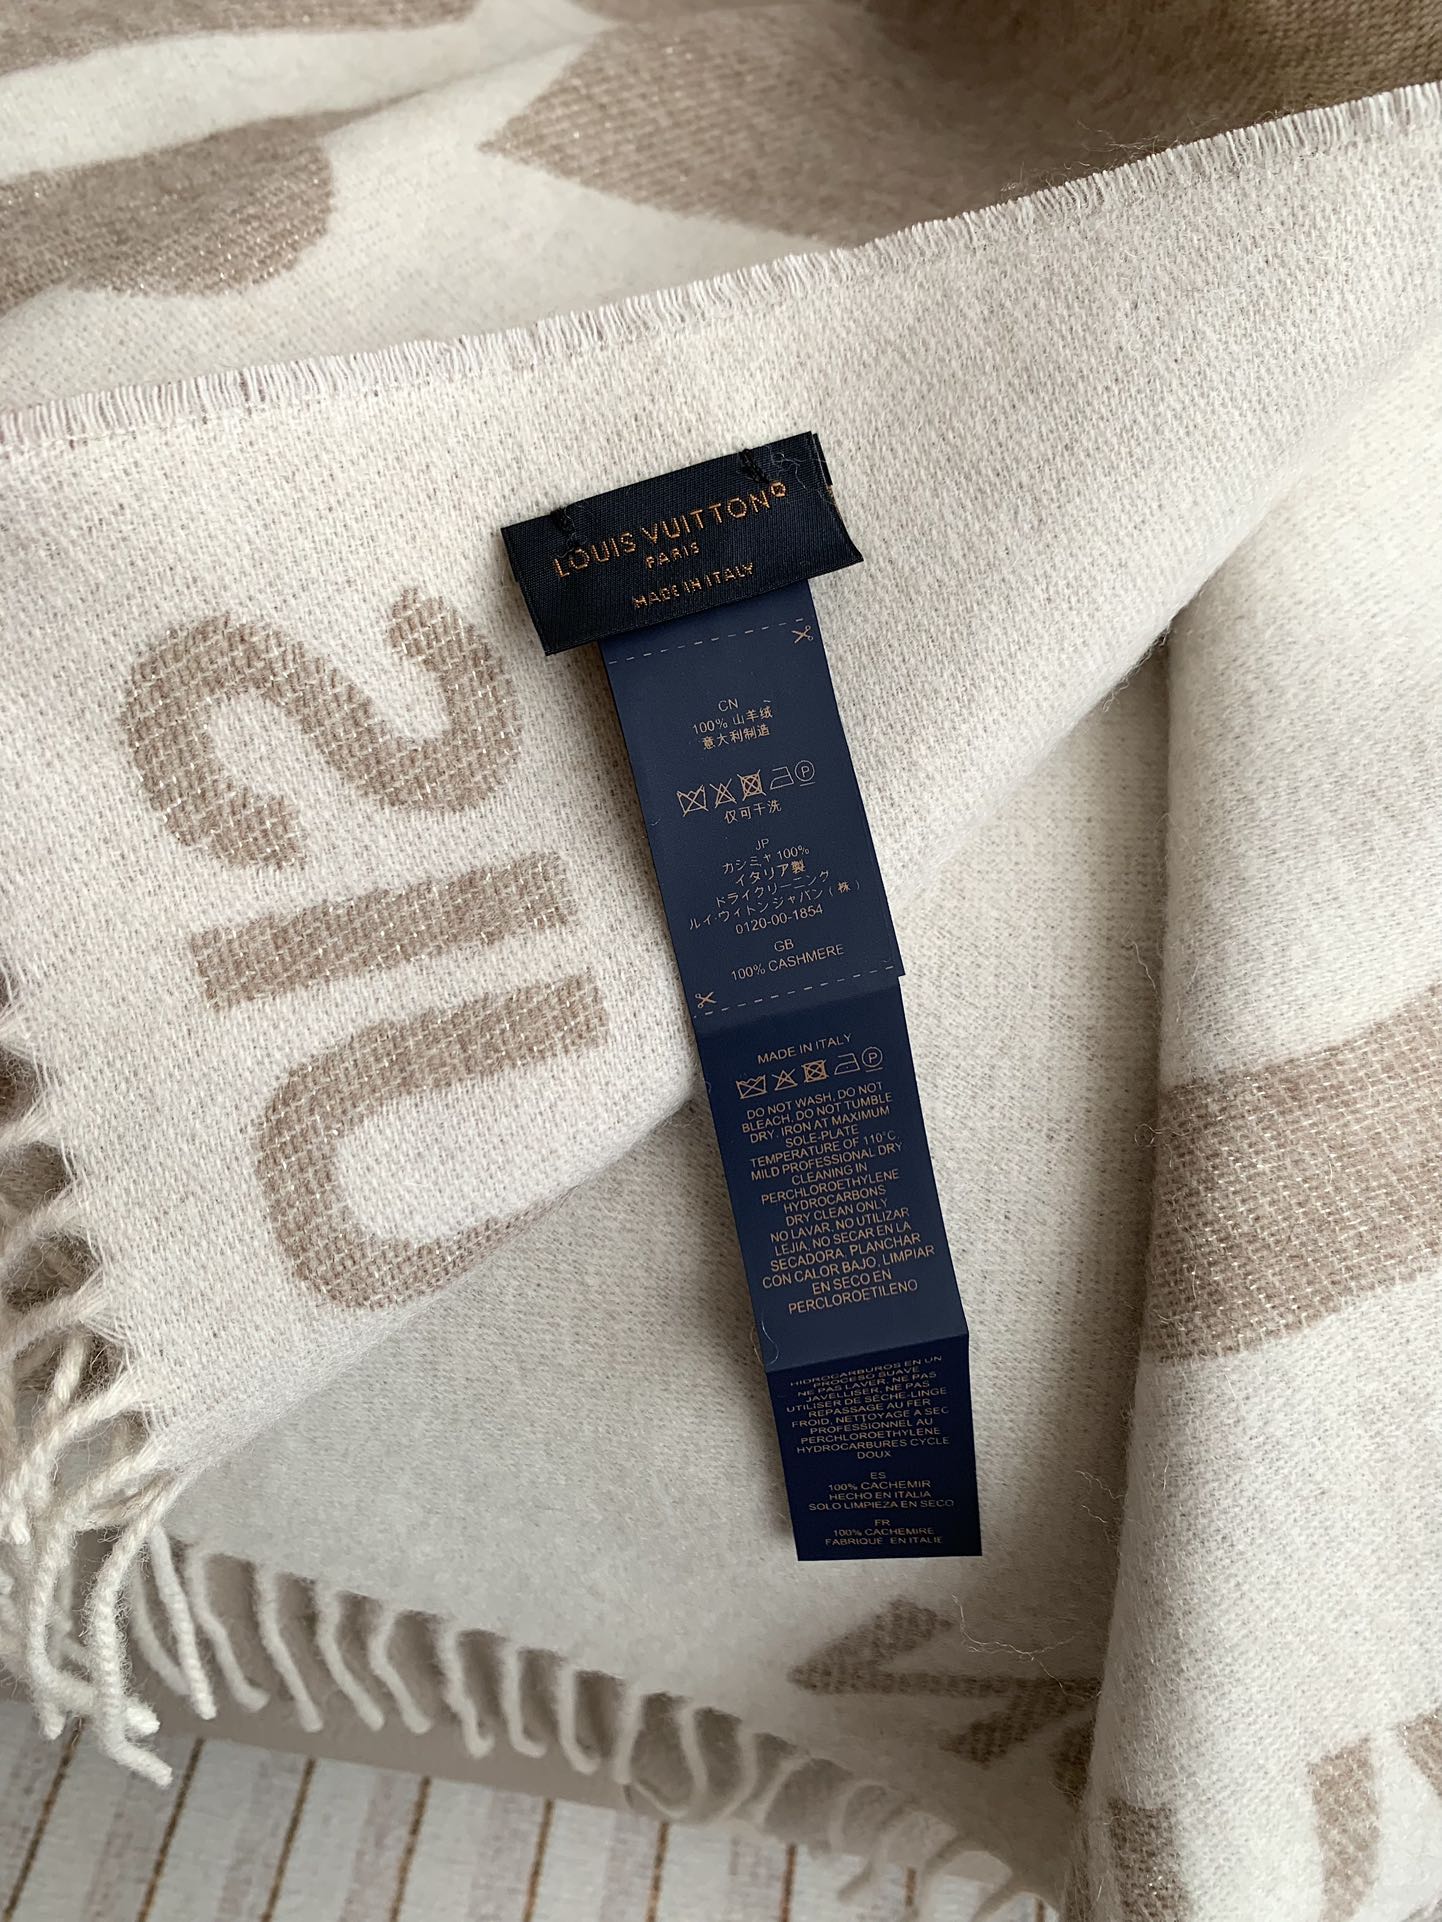 LOUIS VUITTON
PARIS
MADE IN ITALY
CN
100% 山羊绒
意大利制造
P
仅可干洗
JP
カシミヤ 100%
イタリア製
ドライクリーニング
ルイ・ヴィトンジャパン(株)
0120-00-1854
GB
100% CASHMERE
MADE IN ITALY
P
DO NOT WASH, DO NOT
BLEACH, DO NOT TUMBLE
DRY, IRON AT MAXIMUM
SOLE-PLATE
TEMPERATURE OF 110°C,
MILD PROFESSIONAL DRY
CLEANING IN
PERCHLOROETHYLENE
HYDROCARBONS
DRY CLEAN ONLY
NO LAVAR, NO UTILIZAR
LEJIA, NO SECAR EN LA
SECADORA, PLANCHAR
CON CALOR BAJO, LIMPIAR
EN SECO EN
PERCLOROETILENO
HIDROCARBUROS EN UN
PROCESO SUAVE
NE PAS LAVER, NE PAS
JAVELLISER, NE PAS
UTILISER DE SÈCHE-LINGE
REPASSAGE AU FER
FROID, NETTOYAGE A SEC
PROFESSIONNEL AU
PERCHLOROETHYLENE
HYDROCARBURES CYCLE
DOUX
ES
100% CACHEMIR
HECHO EN ITALIA
SOLO LIMPIEZA EN SECO
FR
100% CACHEMIRE
FABRIQUE EN ITALIE